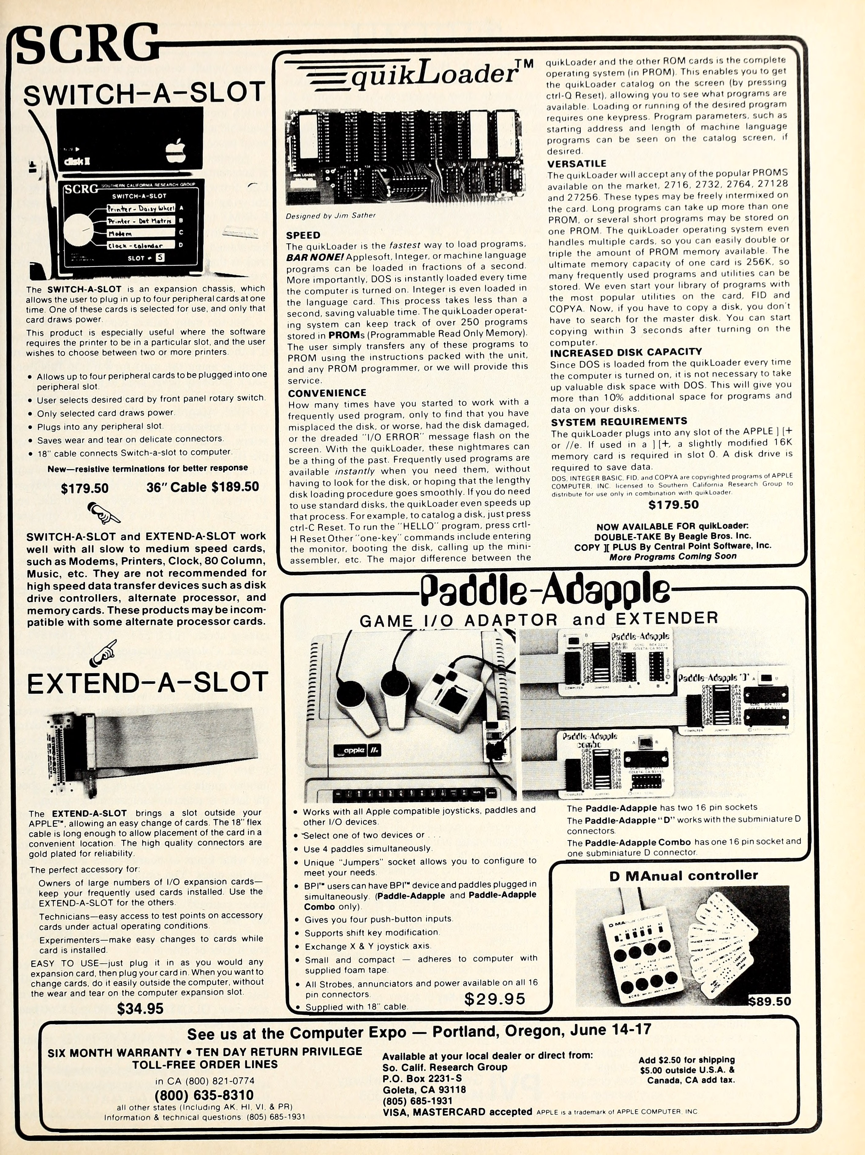 SCRG
SWITCH-A-SLOT
disk II
SCRG SOUTHERN CALIFORNIA RESEARCH GROUP
SWITCH-A-SLOT
Printer - Daisy Wheel A
Printer - Dot Matrix B
Modem C
Clock - Calendar D
SLOT # 5
The SWITCH-A-SLOT is an expansion chassis, which
allows the user to plug in up to four peripheral cards at one
time. One of these cards is selected for use, and only that
card draws power.
This product is especially useful where the software
requires the printer to be in a particular slot, and the user
wishes to choose between two or more printers.
• Allows up to four peripheral cards to be plugged into one
peripheral slot.
• User selects desired card by front panel rotary switch.
• Only selected card draws power.
• Plugs into any peripheral slot.
• Saves wear and tear on delicate connectors.
• 18" cable connects Switch-a-slot to computer.
New—resistive terminations for better response
$179.50 36" Cable $189.50
SWITCH-A-SLOT and EXTEND-A-SLOT work
well with all slow to medium speed cards,
such as Modems, Printers, Clock, 80 Column,
Music, etc. They are not recommended for
high speed data transfer devices such as disk
drive controllers, alternate processor, and
memory cards. These products may be incom-
patible with some alternate processor cards.
EXTEND-A-SLOT
The EXTEND-A-SLOT brings a slot outside your
APPLE™, allowing an easy change of cards. The 18" flex
cable is long enough to allow placement of the card in a
convenient location. The high quality connectors are
gold plated for reliability.
The perfect accessory for:
Owners of large numbers of I/O expansion cards—
keep your frequently used cards installed. Use the
EXTEND-A-SLOT for the others.
Technicians—easy access to test points on accessory
cards under actual operating conditions.
Experimenters—make easy changes to cards while
card is installed.
EASY TO USE—just plug it in as you would any
expansion card, then plug your card in. When you want to
change cards, do it easily outside the computer, without
the wear and tear on the computer expansion slot.
$34.95
quikLoader™
Designed by Jim Sather
SPEED
The quikLoader is the fastest way to load programs,
BAR NONE! Applesoft, Integer, or machine language
programs can be loaded in fractions of a second.
More importantly, DOS is instantly loaded every time
the computer is turned on. Integer is even loaded in
the language card. This process takes less than a
second, saving valuable time. The quikLoader operat-
ing system can keep track of over 250 programs
stored in PROMs (Programmable Read Only Memory).
The user simply transfers any of these programs to
PROM using the instructions packed with the unit,
and any PROM programmer, or we will provide this
service.
CONVENIENCE
How many times have you started to work with a
frequently used program, only to find that you have
misplaced the disk, or worse, had the disk damaged,
or the dreaded "I/O ERROR" message flash on the
screen. With the quikLoader, these nightmares can
be a thing of the past. Frequently used programs are
available instantly when you need them, without
having to look for the disk, or hoping that the lengthy
disk loading procedure goes smoothly. If you do need
to use standard disks, the quikLoader even speeds up
that process. For example, to catalog a disk, just press
ctrl-C Reset. To run the "HELLO" program, press crtl-
H Reset Other "one-key" commands include entering
the monitor, booting the disk, calling up the mini-
assembler, etc. The major difference between the
quikLoader and the other ROM cards is the complete
operating system (in PROM). This enables you to get
the quikLoader catalog on the screen (by pressing
ctrl-Q Reset), allowing you to see what programs are
available. Loading or running of the desired program
requires one keypress. Program parameters, such as
starting address and length of machine language
programs can be seen on the catalog screen, if
desired.
VERSATILE
The quikLoader will accept any of the popular PROMS
available on the market, 2716, 2732, 2764, 27128
and 27256. These types may be freely intermixed on
the card. Long programs can take up more than one
PROM, or several short programs may be stored on
one PROM. The quikLoader operating system even
handles multiple cards, so you can easily double or
triple the amount of PROM memory available. The
ultimate memory capacity of one card is 256K, so
many frequently used programs and utilities can be
stored. We even start your library of programs with
the most popular utilities on the card, FID and
COPYA. Now, if you have to copy a disk, you don't
have to search for the master disk. You can start
copying within 3 seconds after turning on the
computer.
INCREASED DISK CAPACITY
Since DOS is loaded from the quikLoader every time
the computer is turned on, it is not necessary to take
up valuable disk space with DOS. This will give you
more than 10% additional space for programs and
data on your disks.
SYSTEM REQUIREMENTS
The quikLoader plugs into any slot of the APPLE ][+
or //e. If used in a ][+, a slightly modified 16K
memory card is required in slot 0. A disk drive is
required to save data.
DOS, INTEGER BASIC, FID, and COPYA are copyrighted programs of APPLE
COMPUTER, INC. licensed to Southern California Research Group to
distribute for use only in combination with quikLoader.
$179.50
NOW AVAILABLE FOR quikLoader:
DOUBLE-TAKE By Beagle Bros. Inc.
COPY ][ PLUS By Central Point Software, Inc.
More Programs Coming Soon
Paddle-Adapple
GAME I/O ADAPTOR and EXTENDER
apple //e
Paddle-Adapple
Paddle-Adapple "D"
Paddle-Adapple
combo
• Works with all Apple compatible joysticks, paddles and
other I/O devices.
• Select one of two devices or . . .
• Use 4 paddles simultaneously.
• Unique "Jumpers" socket allows you to configure to
meet your needs.
• BPI™ users can have BPI™ device and paddles plugged in
simultaneously. (Paddle-Adapple and Paddle-Adapple
Combo only).
• Gives you four push-button inputs.
• Supports shift key modification.
• Exchange X & Y joystick axis.
• Small and compact — adheres to computer with
supplied foam tape.
• All Strobes, annunciators and power available on all 16
pin connectors.
• Supplied with 18" cable
$29.95
The Paddle-Adapple has two 16 pin sockets.
The Paddle-Adapple "D" works with the subminiature D
connectors.
The Paddle-Adapple Combo has one 16 pin socket and
one subminiature D connector.
D MAnual controller
D MANUAL
$89.50
See us at the Computer Expo — Portland, Oregon, June 14-17
SIX MONTH WARRANTY • TEN DAY RETURN PRIVILEGE
TOLL-FREE ORDER LINES
in CA (800) 821-0774
(800) 635-8310
all other states (Including AK, HI, VI, & PR)
Information & technical questions: (805) 685-1931
Available at your local dealer or direct from:
So. Calif. Research Group
P.O. Box 2231-S
Goleta, CA 93118
(805) 685-1931
VISA, MASTERCARD accepted APPLE is a trademark of APPLE COMPUTER, INC.
Add $2.50 for shipping
$5.00 outside U.S.A. &
Canada, CA add tax.